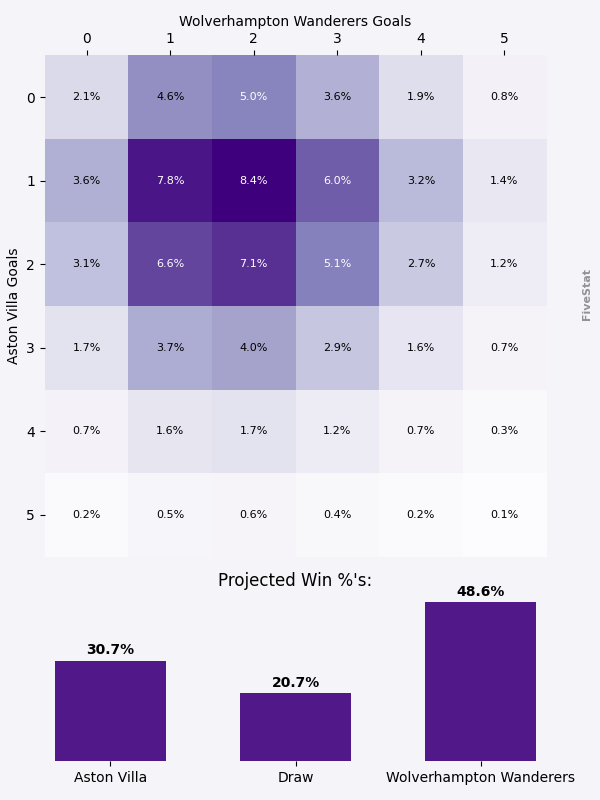 Wolverhampton Wanderers Goals
0 1 2 3 4 5
0 2.1% 4.6% 5.0% 3.6% 1.9% 0.8%
1 3.6% 7.8% 8.4% 6.0% 3.2% 1.4%
2 3.1% 6.6% 7.1% 5.1% 2.7% 1.2%
3 1.7% 3.7% 4.0% 2.9% 1.6% 0.7%
4 0.7% 1.6% 1.7% 1.2% 0.7% 0.3%
5 0.2% 0.5% 0.6% 0.4% 0.2% 0.1%
Aston Villa Goals
FiveStat
Projected Win %'s:
30.7% 20.7% 48.6%
Aston Villa Draw Wolverhampton Wanderers